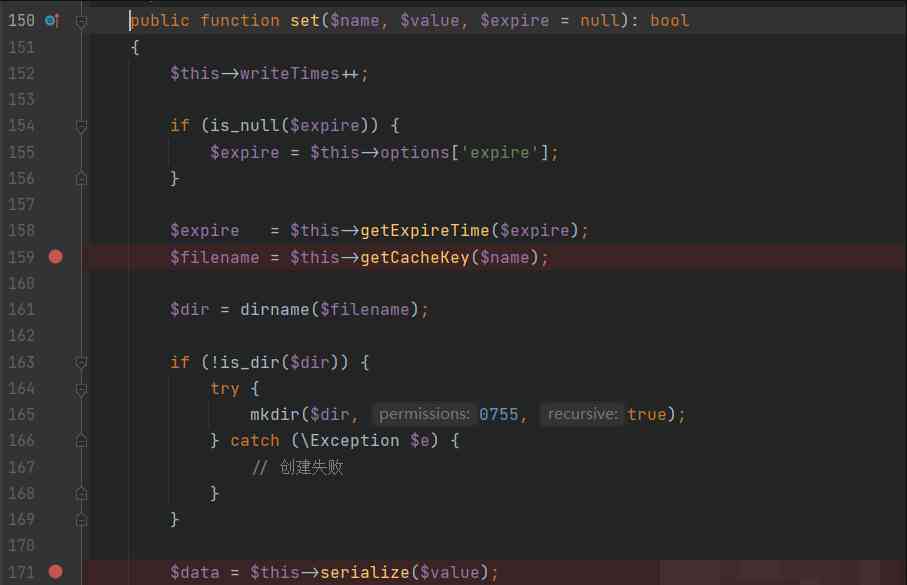 150 public function set($name, $value, $expire = null): bool
151 {
152 $this->writeTimes++;
153
154 if (is_null($expire)) {
155 $expire = $this->options['expire'];
156 }
157
158 $expire = $this->getExpireTime($expire);
159 $filename = $this->getCacheKey($name);
160
161 $dir = dirname($filename);
162
163 if (!is_dir($dir)) {
164 try {
165 mkdir($dir, permissions: 0755, recursive: true);
166 } catch (\Exception $e) {
167 // 创建失败
168 }
169 }
170
171 $data = $this->serialize($value);